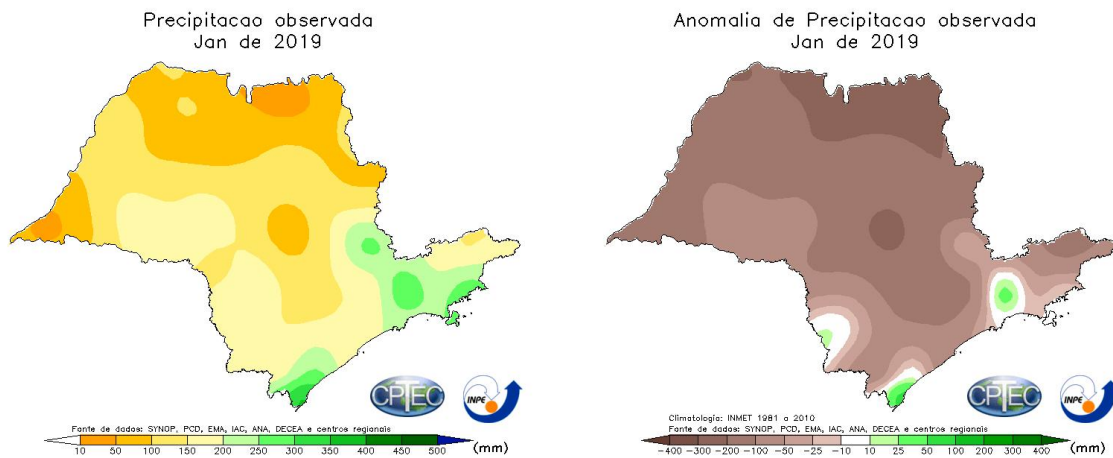 Precipitacao observada
Jan de 2019
CPTEC
INPE
Fonte de dados: SYNOP, PCD, EMA, IAC, ANA, DECEA e centros regionais
10 50 100 150 200 250 300 350 400 450 500 (mm)
Anomalia de Precipitacao observada
Jan de 2019
CPTEC
INPE
Climatologia: INMET 1981 a 2010
Fonte de dados: SYNOP, PCD, EMA, IAC, ANA, DECEA e centros regionais
-400 -300 -200 -100 -50 -25 -10 10 25 50 100 200 300 400 (mm)